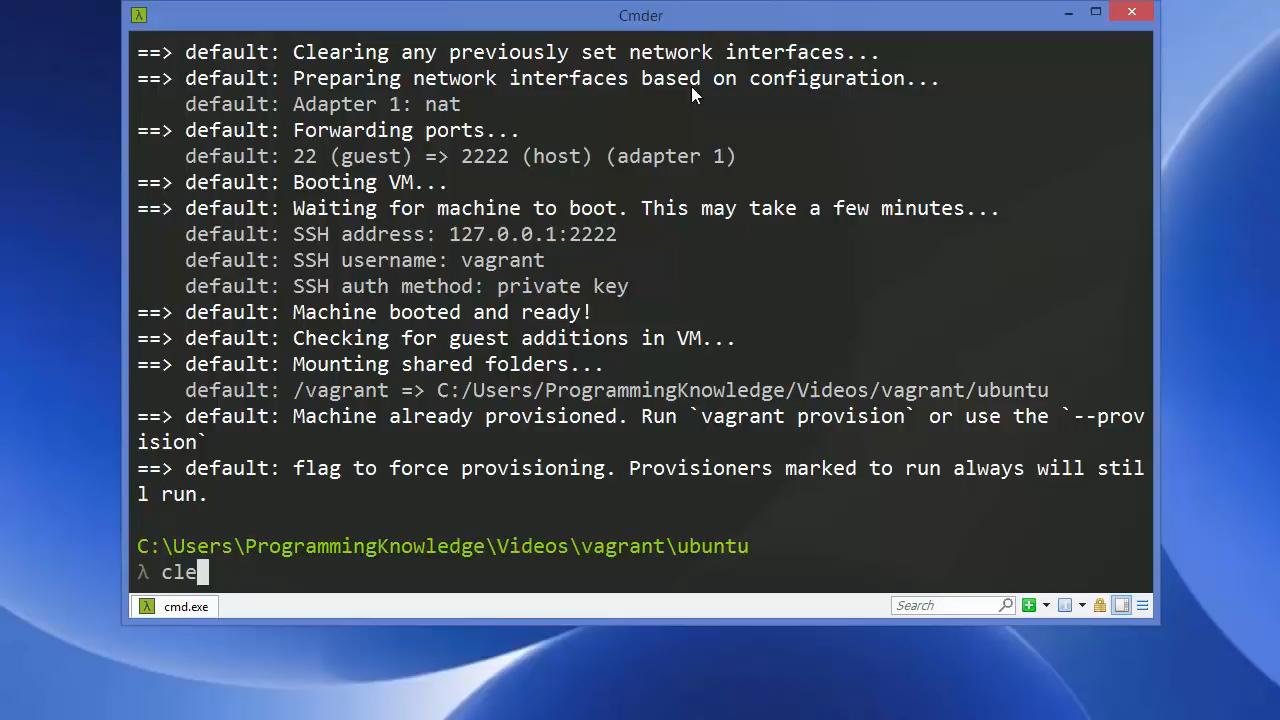 Cmder
==> default: Clearing any previously set network interfaces...
==> default: Preparing network interfaces based on configuration...
default: Adapter 1: nat
==> default: Forwarding ports...
default: 22 (guest) => 2222 (host) (adapter 1)
==> default: Booting VM...
==> default: Waiting for machine to boot. This may take a few minutes...
default: SSH address: 127.0.0.1:2222
default: SSH username: vagrant
default: SSH auth method: private key
==> default: Machine booted and ready!
==> default: Checking for guest additions in VM...
==> default: Mounting shared folders...
default: /vagrant => C:/Users/ProgrammingKnowledge/Videos/vagrant/ubuntu
==> default: Machine already provisioned. Run `vagrant provision` or use the `--prov
ision`
==> default: flag to force provisioning. Provisioners marked to run always will stil
l run.
C:\Users\ProgrammingKnowledge\Videos\vagrant\ubuntu
λ cle
cmd.exe
Search